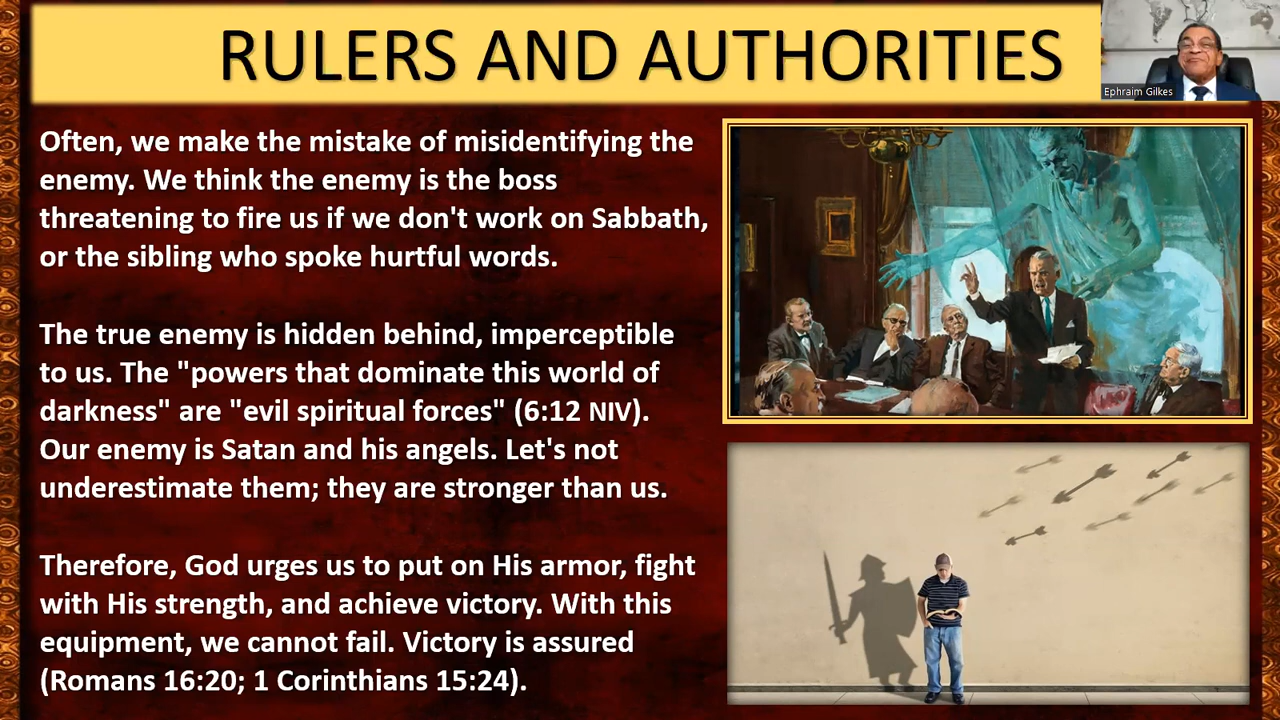 RULERS AND AUTHORITIES
Ephraim Gilkes
Often, we make the mistake of misidentifying the
enemy. We think the enemy is the boss
threatening to fire us if we don't work on Sabbath,
or the sibling who spoke hurtful words.
The true enemy is hidden behind, imperceptible
to us. The "powers that dominate this world of
darkness" are "evil spiritual forces" (6:12 NIV).
Our enemy is Satan and his angels. Let's not
underestimate them; they are stronger than us.
Therefore, God urges us to put on His armor, fight
with His strength, and achieve victory. With this
equipment, we cannot fail. Victory is assured
(Romans 16:20; 1 Corinthians 15:24).